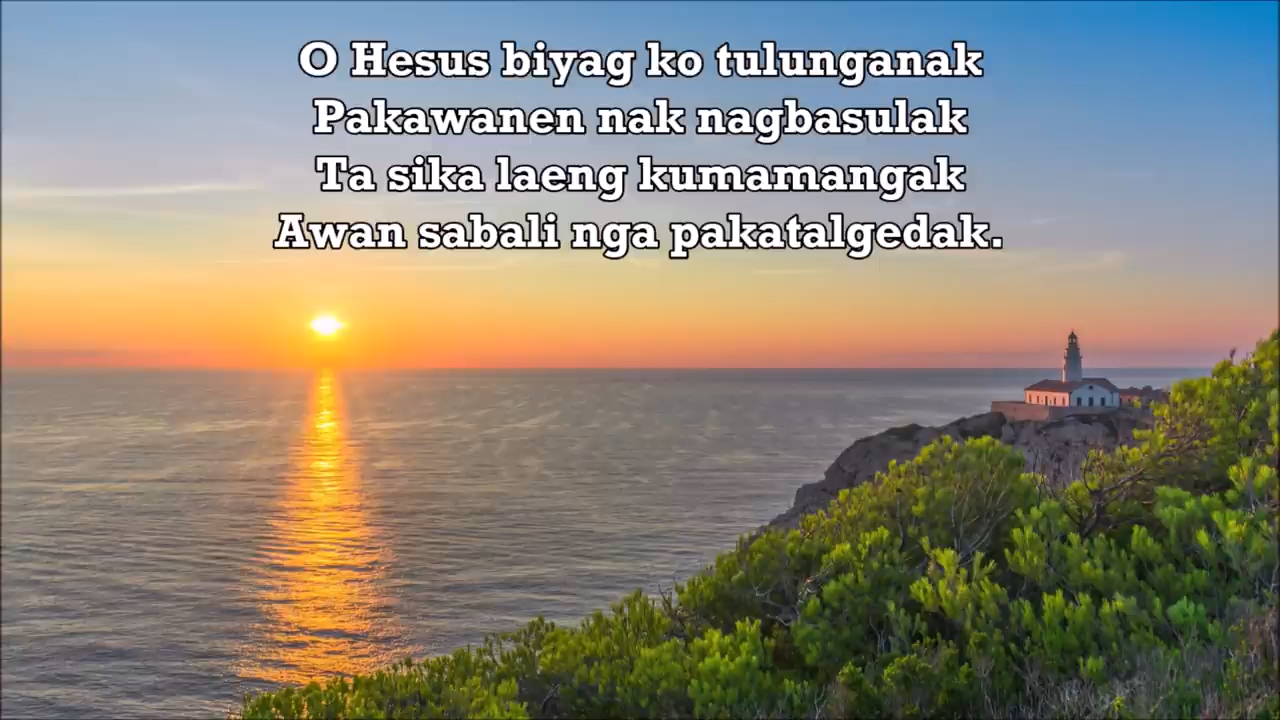 O Hesus biyag ko tulunganak
Pakawanen nak nagbasulak
Ta sika laeng kumamangak
Awan sabali nga pakatalgedak.